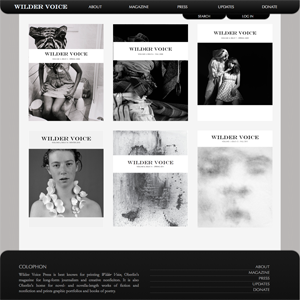 WILDER VOICE
ABOUT
MAGAZINE
PRESS
UPDATES
DONATE
SEARCH
LOG IN
WILDER VOICE
WILDER VOICE
WILDER VOICE
WILDER VOICE
WILDER VOICE
WILDER VOICE
COLOPHON
Wilder Voice Press is best known for printing Wilder Voice, Oberlin's
magazine for long-form journalism and creative nonfiction. It is also
Oberlin's home for novel- and novella-length works of fiction and
nonfiction and prints graphic portfolios and books of poetry.
ABOUT
MAGAZINE
PRESS
UPDATES
DONATE